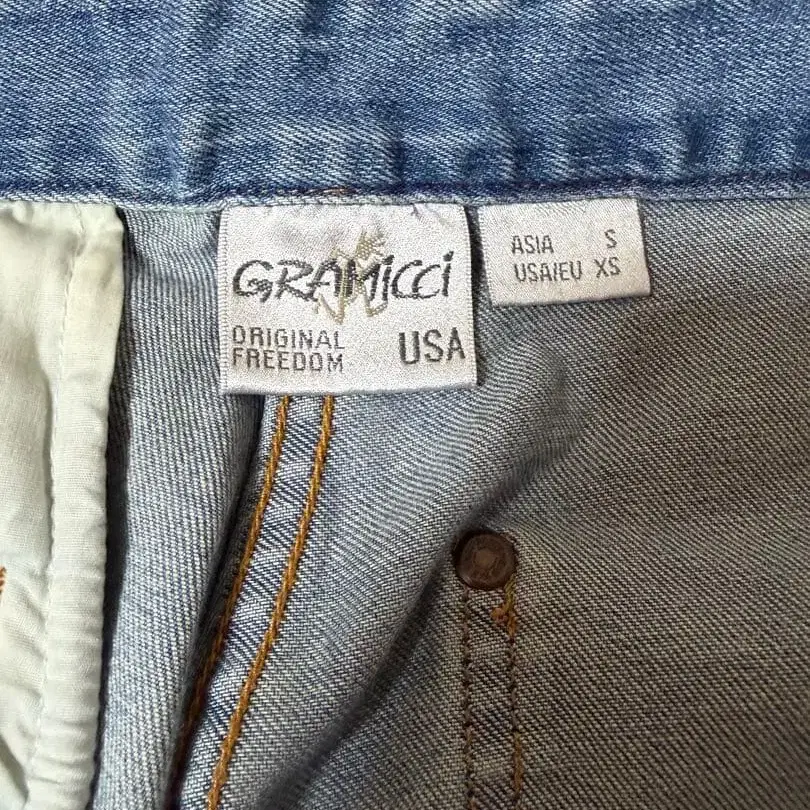 GRAMICCI
ORIGINAL
FREEDOM USA
ASIA S
USA/EU XS